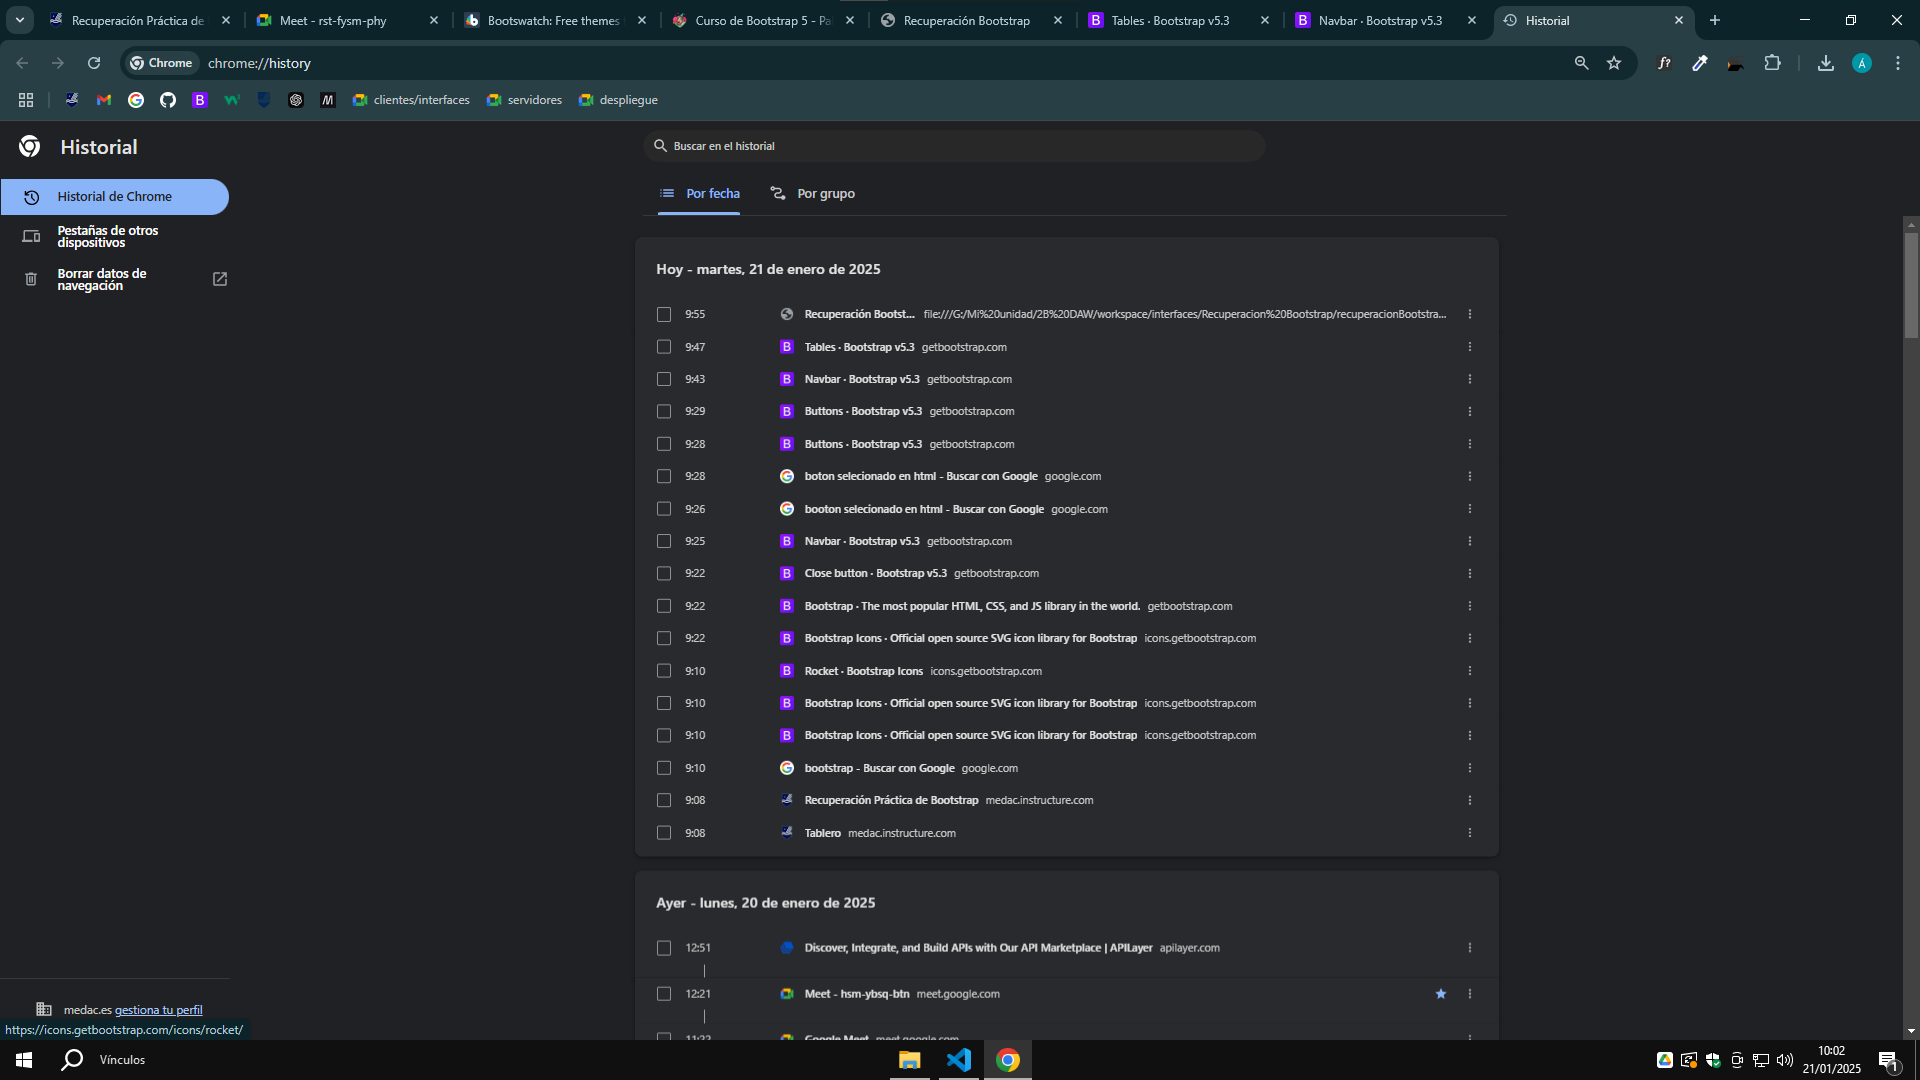 Recuperación Práctica de
Meet - rst-fysm-phy
Bootswatch: Free themes
Curso de Bootstrap 5 - Pa
Recuperación Bootstrap
Tables · Bootstrap v5.3
Navbar · Bootstrap v5.3
Historial
Chrome
chrome://history
f?
Á
clientes/interfaces
servidores
despliegue
Historial
Buscar en el historial
Historial de Chrome
Pestañas de otros
dispositivos
Borrar datos de
navegación
Por fecha
Por grupo
Hoy - martes, 21 de enero de 2025
9:55 Recuperación Bootst... file:///G:/Mi%20unidad/2B%20DAW/workspace/interfaces/Recuperacion%20Bootstrap/recuperacionBootstra...
9:47 Tables · Bootstrap v5.3 getbootstrap.com
9:43 Navbar · Bootstrap v5.3 getbootstrap.com
9:29 Buttons · Bootstrap v5.3 getbootstrap.com
9:28 Buttons · Bootstrap v5.3 getbootstrap.com
9:28 boton selecionado en html - Buscar con Google google.com
9:26 booton selecionado en html - Buscar con Google google.com
9:25 Navbar · Bootstrap v5.3 getbootstrap.com
9:22 Close button · Bootstrap v5.3 getbootstrap.com
9:22 Bootstrap · The most popular HTML, CSS, and JS library in the world. getbootstrap.com
9:22 Bootstrap Icons · Official open source SVG icon library for Bootstrap icons.getbootstrap.com
9:10 Rocket · Bootstrap Icons icons.getbootstrap.com
9:10 Bootstrap Icons · Official open source SVG icon library for Bootstrap icons.getbootstrap.com
9:10 Bootstrap Icons · Official open source SVG icon library for Bootstrap icons.getbootstrap.com
9:10 bootstrap - Buscar con Google google.com
9:08 Recuperación Práctica de Bootstrap medac.instructure.com
9:08 Tablero medac.instructure.com
Ayer - lunes, 20 de enero de 2025
12:51 Discover, Integrate, and Build APIs with Our API Marketplace | APILayer apilayer.com
12:21 Meet - hsm-ybsq-btn meet.google.com
11:22 Google Meet meet.google.com
medac.es gestiona tu perfil
https://icons.getbootstrap.com/icons/rocket/
Vínculos
10:02
21/01/2025
1